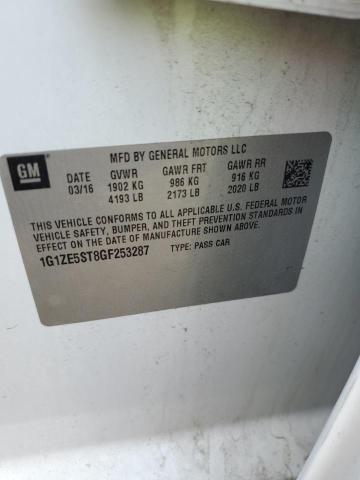 GM
MFD BY GENERAL MOTORS LLC
DATE GVWR GAWR FRT GAWR RR
03/16 1902 KG 986 KG 916 KG
4193 LB 2173 LB 2020 LB
THIS VEHICLE CONFORMS TO ALL APPLICABLE U.S. FEDERAL MOTOR
VEHICLE SAFETY, BUMPER, AND THEFT PREVENTION STANDARDS IN
EFFECT ON THE DATE OF MANUFACTURE SHOWN ABOVE.
1G1ZE5ST8GF253287 TYPE: PASS CAR